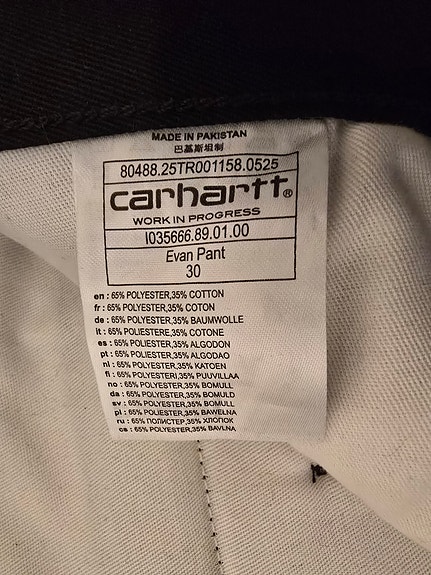 MADE IN PAKISTAN
巴基斯坦制
80488.25TR001158.0525
carhartt®
WORK IN PROGRESS
I035666.89.01.00
Evan Pant
30
en : 65% POLYESTER,35% COTTON
fr : 65% POLYESTER,35% COTON
de : 65% POLYESTER,35% BAUMWOLLE
it : 65% POLIESTERE,35% COTONE
es : 65% POLIESTER,35% ALGODON
pt : 65% POLIESTER,35% ALGODAO
nl : 65% POLYESTER,35% KATOEN
fi : 65% POLYESTERI,35% PUUVILLAA
no : 65% POLYESTER,35% BOMULL
da : 65% POLYESTER,35% BOMULD
sv : 65% POLYESTER,35% BOMULL
pl : 65% POLIESTER,35% BAWEŁNA
ru : 65% ПОЛИЭСТЕР,35% ХЛОПОК
cs : 65% POLYESTER,35% BAVLNA